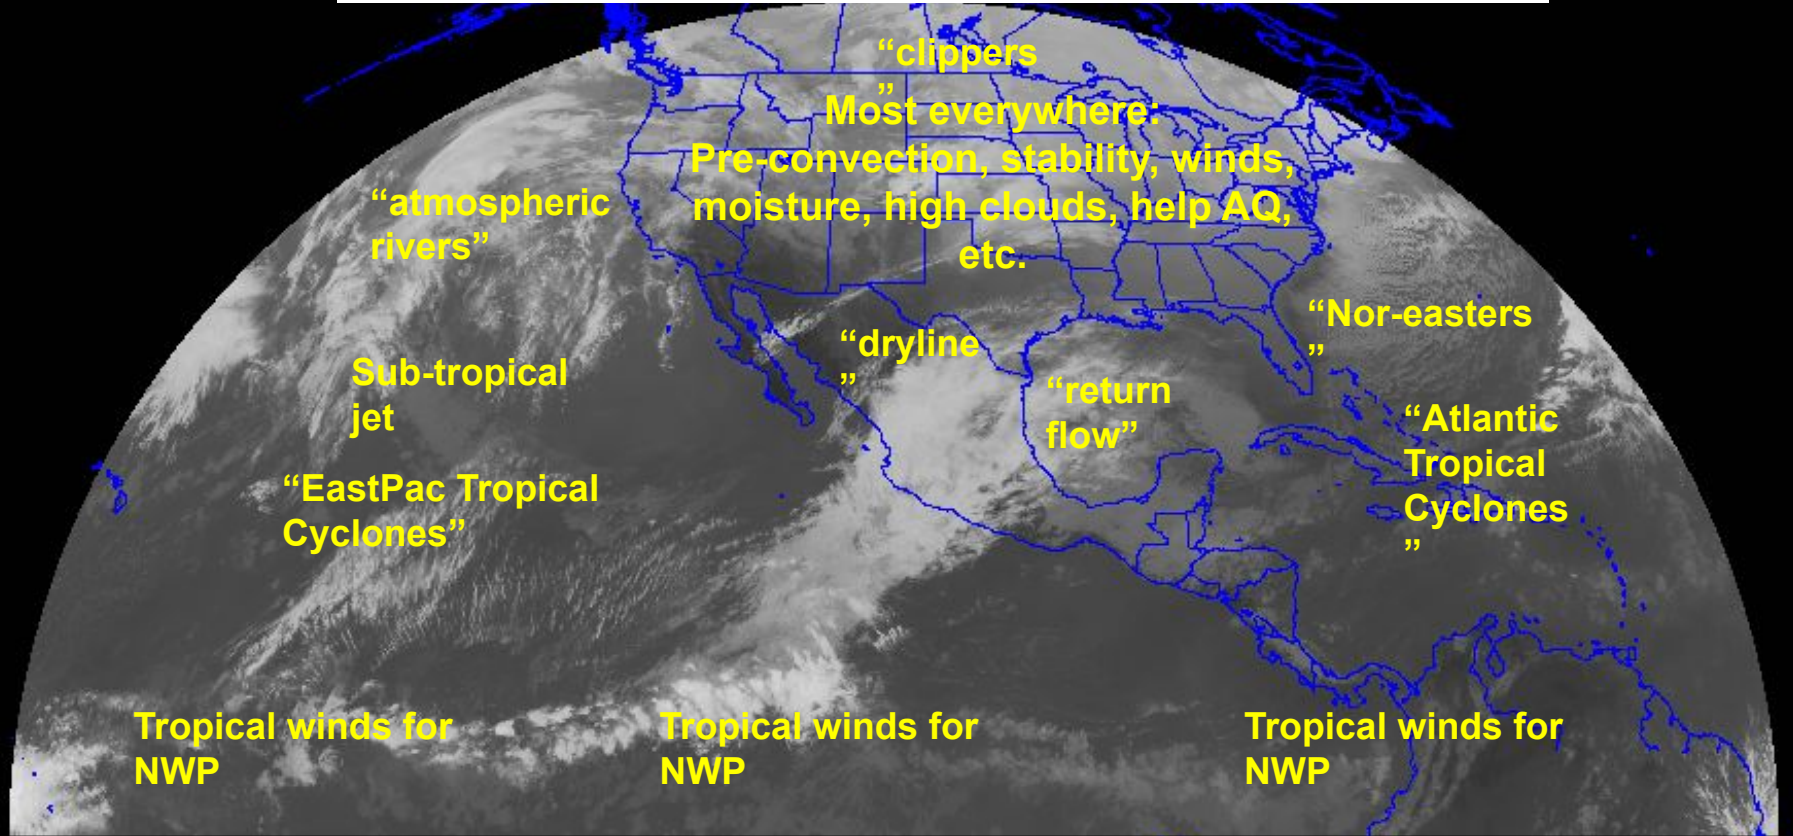 “clippers
”
Most everywhere:
Pre-convection, stability, winds,
moisture, high clouds, help AQ,
etc.
“atmospheric
rivers”
“Nor-easters
”
“dryline
”
Sub-tropical
jet
“return
flow”
“Atlantic
Tropical
Cyclones
”
“EastPac Tropical
Cyclones”
Tropical winds for
NWP
Tropical winds for
NWP
Tropical winds for
NWP